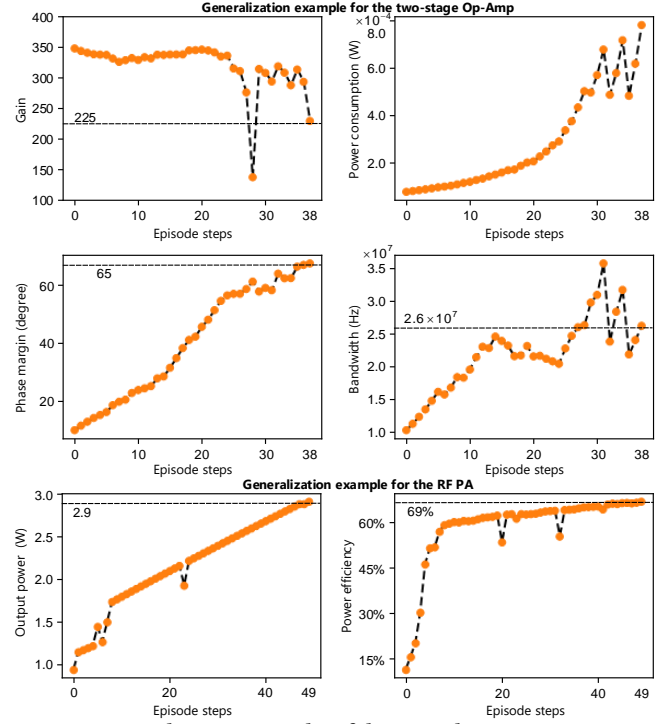 Generalization example for the two-stage Op-Amp
400
350
300
250
200
150
100
Gain
225
0 10 20 30 38
Episode steps
×10⁻⁴
8.0
6.0
4.0
2.0
Power consumption (W)
0 10 20 30 38
Episode steps
60
40
20
Phase margin (degree)
65
0 10 20 30 38
Episode steps
×10⁷
3.5
3.0
2.5
2.0
1.5
1.0
Bandwidth (Hz)
2.6×10⁷
0 10 20 30 38
Episode steps
Generalization example for the RF PA
3.0
2.5
2.0
1.5
1.0
Output power (W)
2.9
0 20 40 49
Episode steps
60%
45%
30%
15%
Power efficiency
69%
0 20 40 49
Episode steps